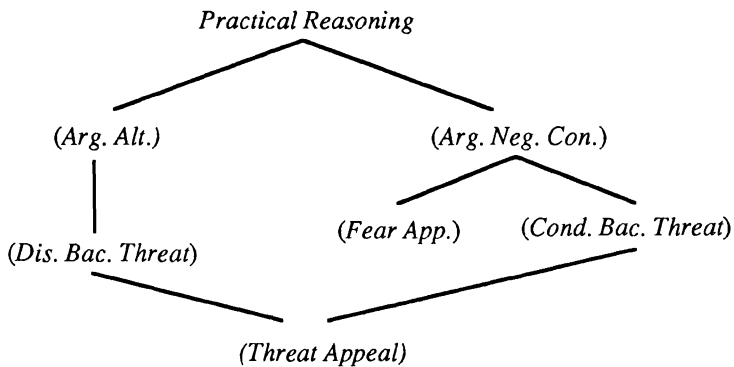 Practical Reasoning
(Arg. Alt.)
(Arg. Neg. Con.)
(Fear App.)
(Cond. Bac. Threat)
(Dis. Bac. Threat)
(Threat Appeal)